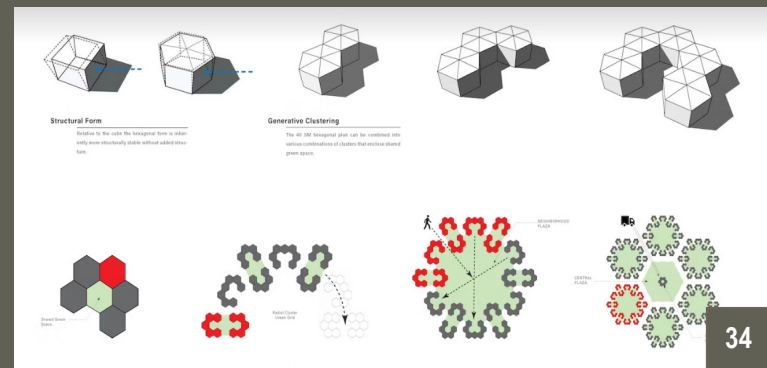 Structural Form
Relative to the cube the hexagonal form is inher-
ently more structurally stable without added struc-
ture.
Generative Clustering
The 40 SM hexagonal plan can be combined into
various combinations of clusters that enclose shared
green space.
Shared Green
Space
Radial Cluster
Urban Grid
NEIGHBORHOOD
PLAZA
CENTRAL
PLAZA
34